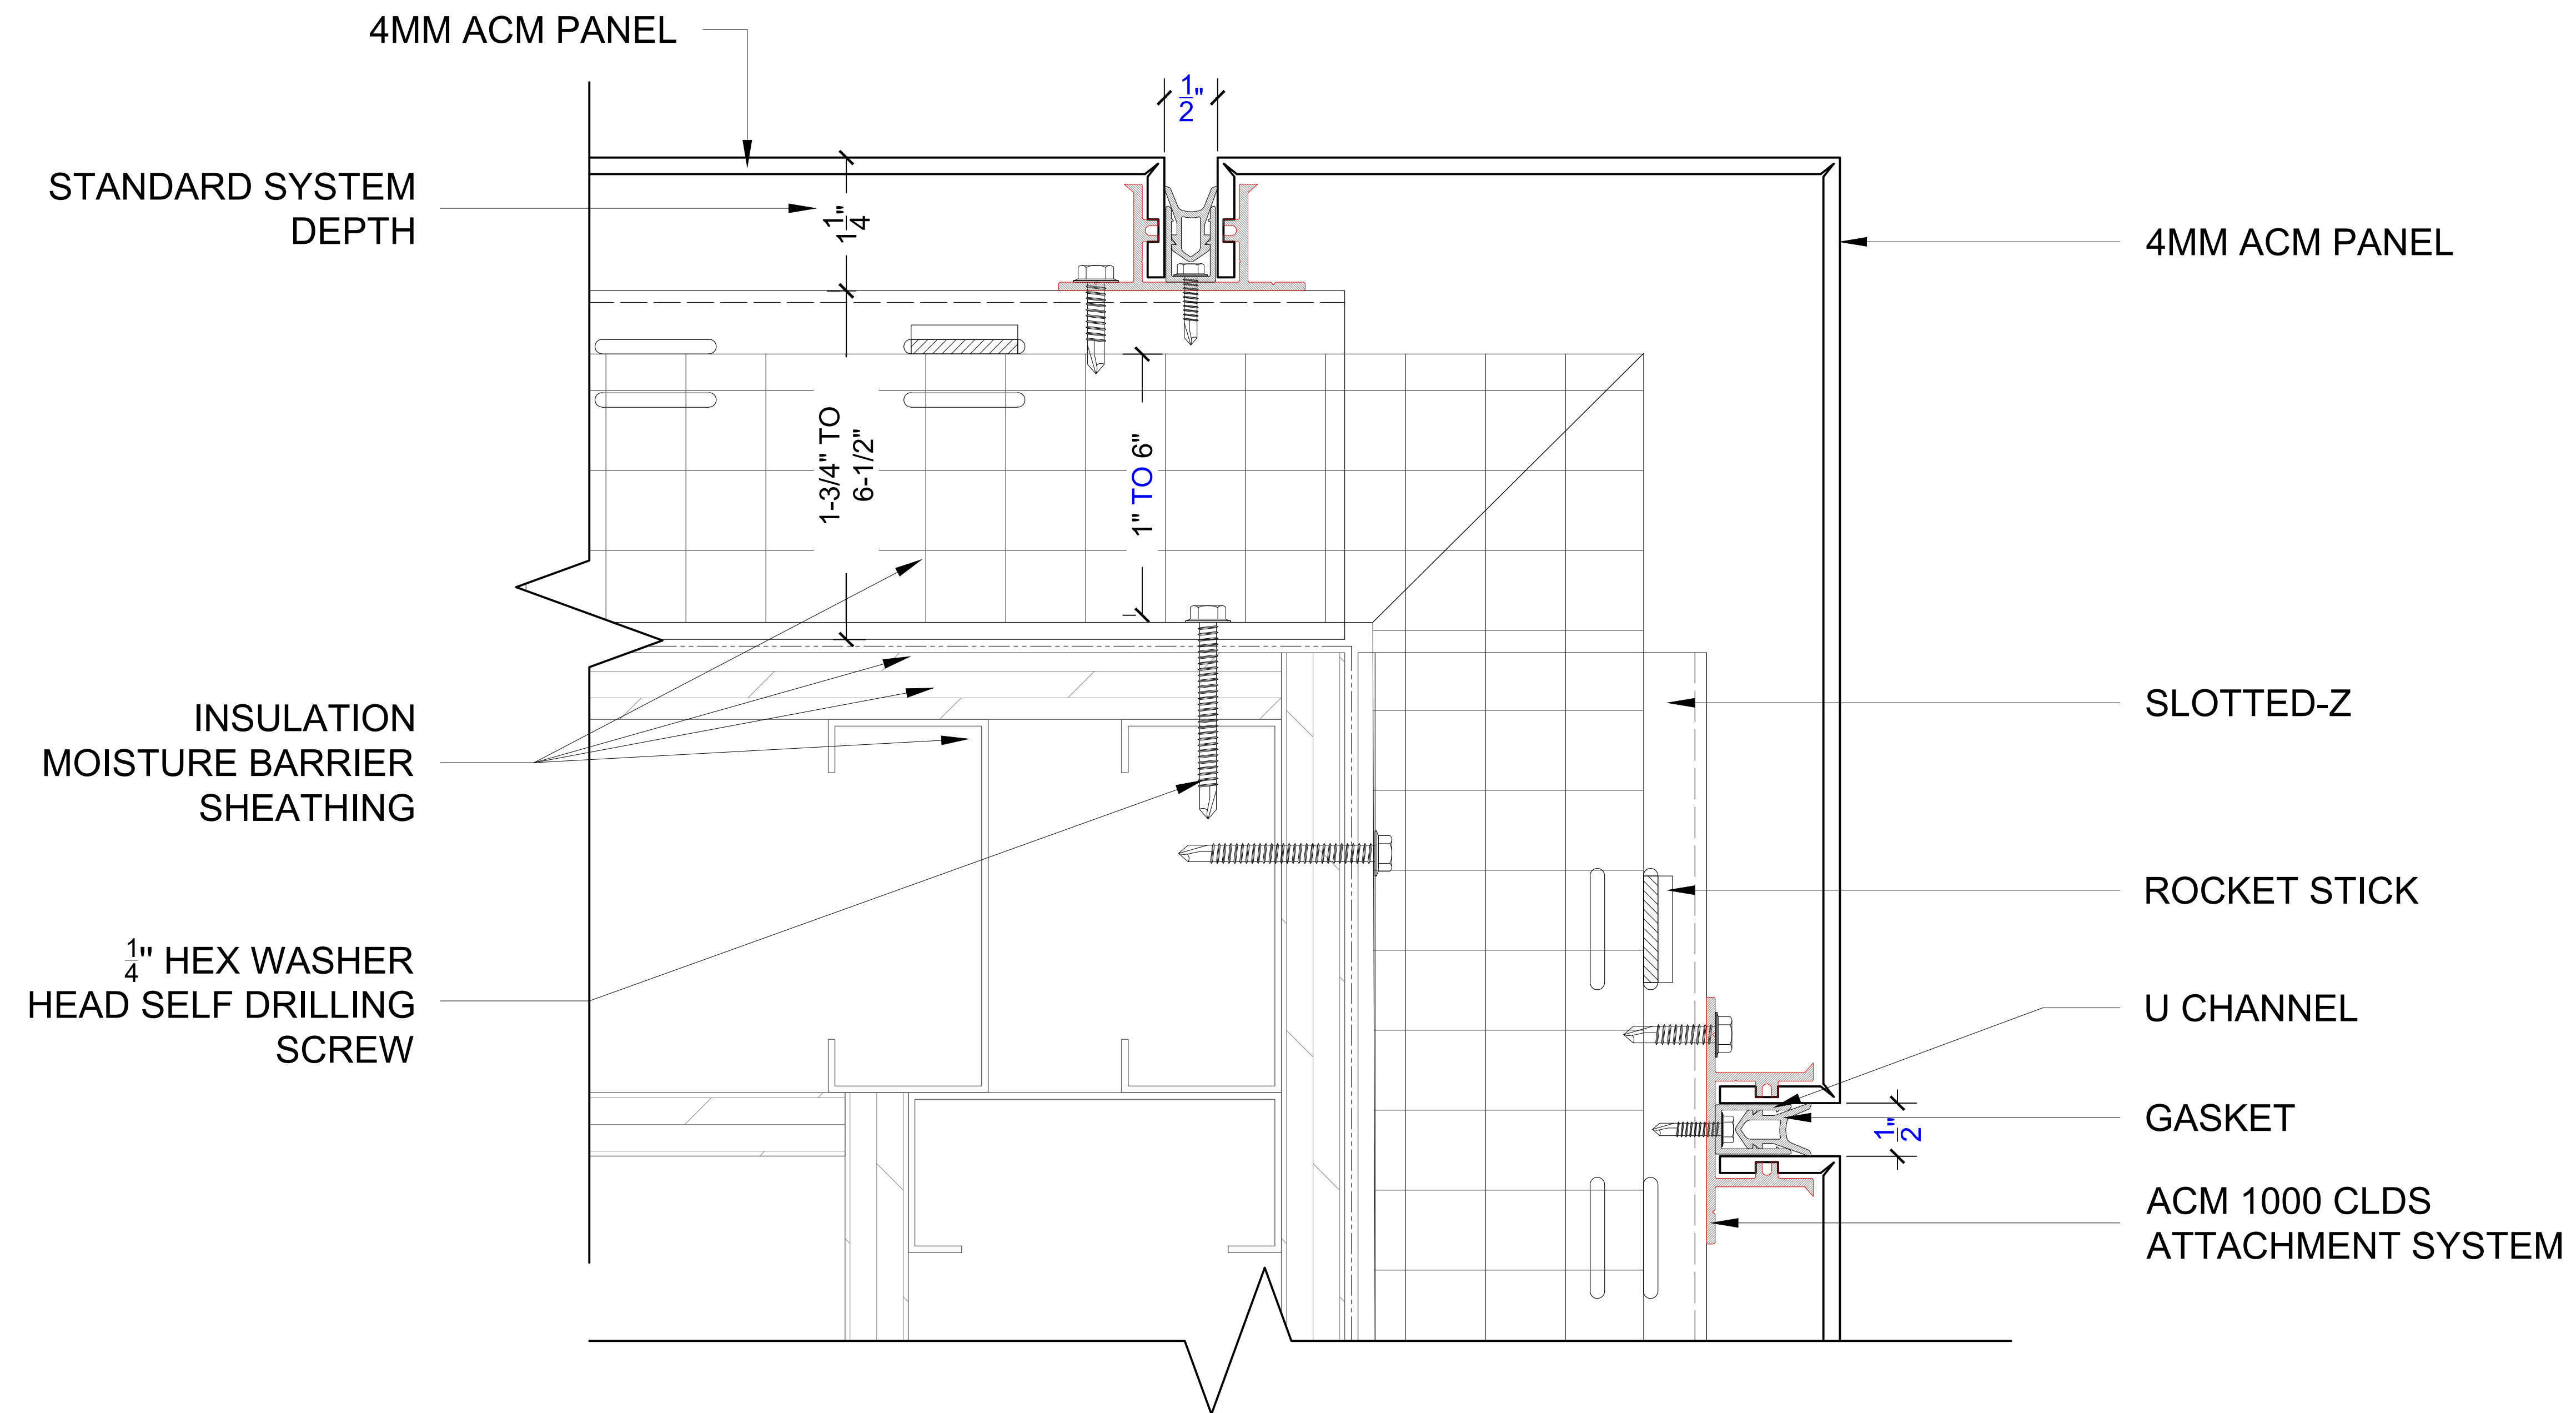 4MM ACM PANEL
1/2"
STANDARD SYSTEM
DEPTH
1 1/4"
4MM ACM PANEL
1-3/4" TO
6-1/2"
1" TO 6"
INSULATION
MOISTURE BARRIER
SHEATHING
SLOTTED-Z
ROCKET STICK
1/4" HEX WASHER
HEAD SELF DRILLING
SCREW
U CHANNEL
GASKET
1/2"
ACM 1000 CLDS
ATTACHMENT SYSTEM